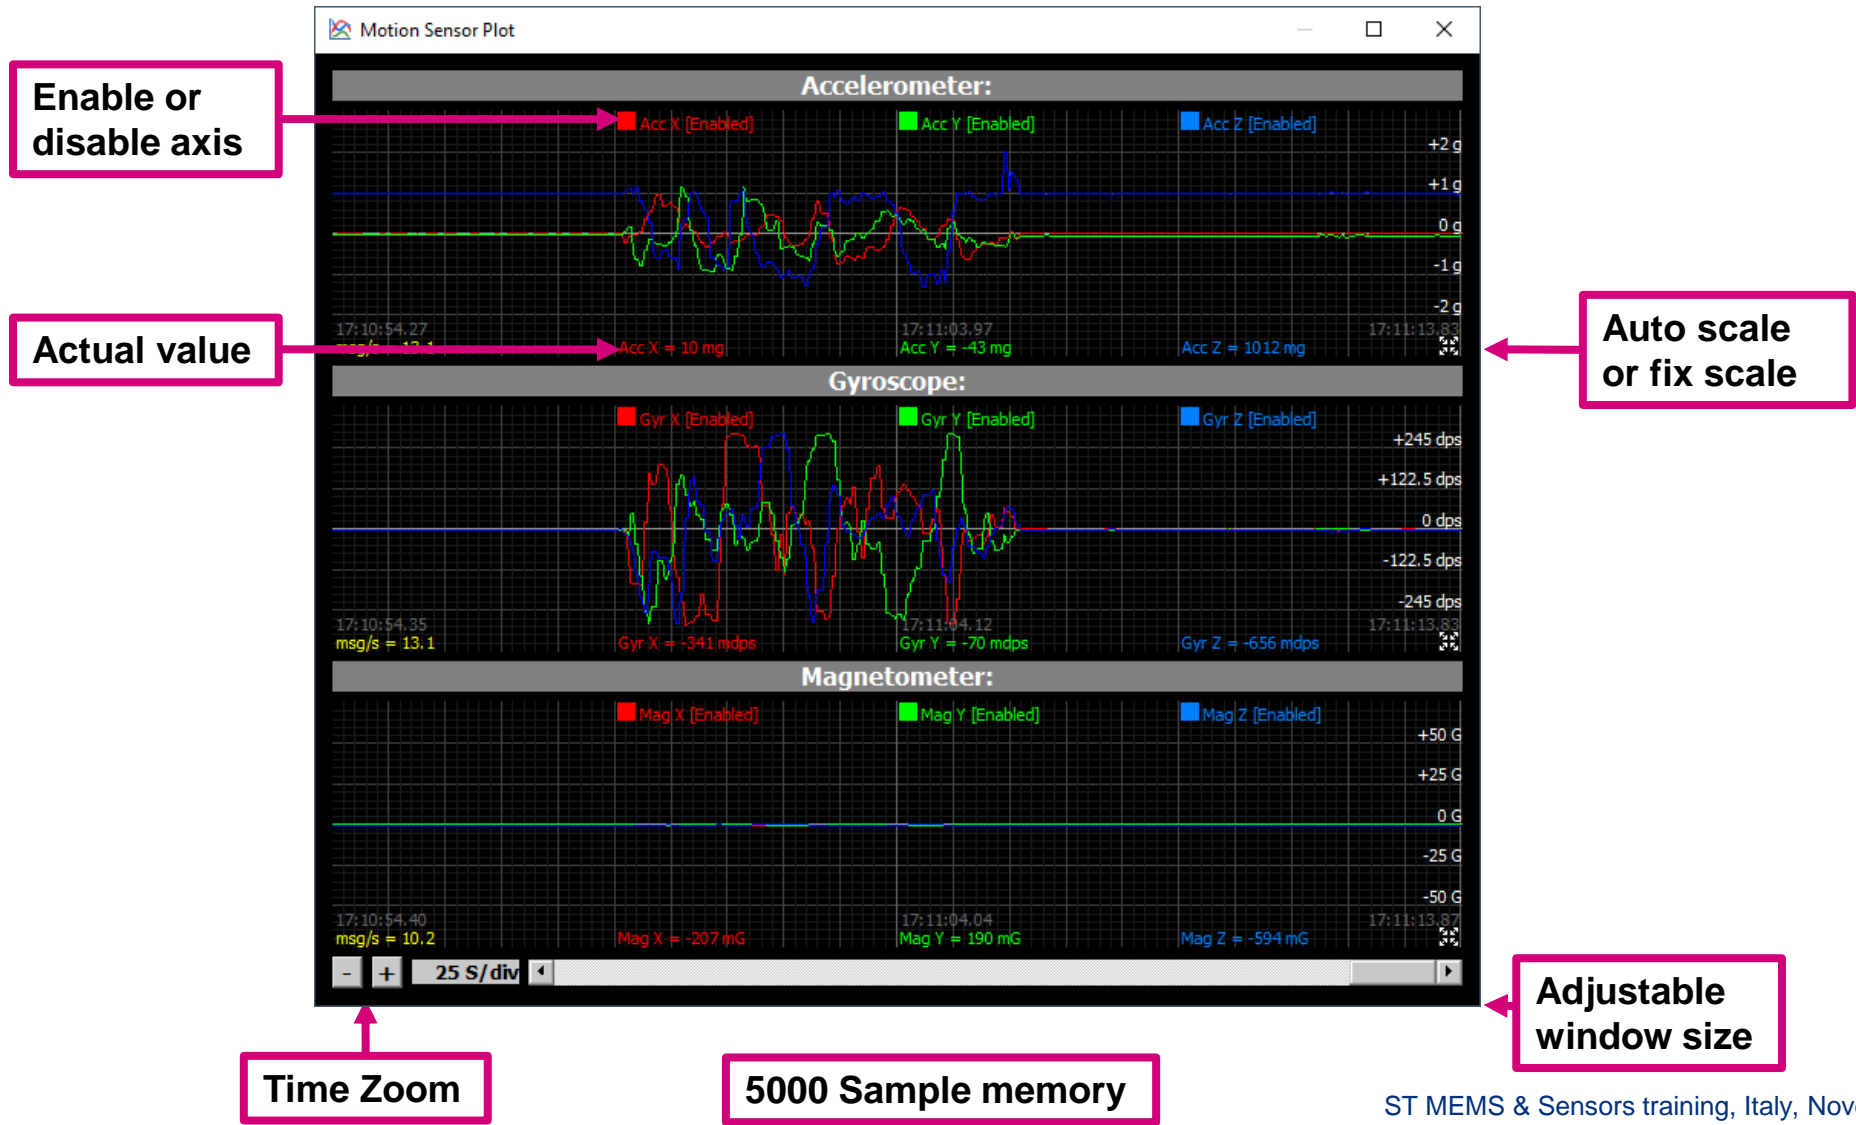 Motion Sensor Plot
Enable or
disable axis
Accelerometer:
Acc X [Enabled]
Acc Y [Enabled]
Acc Z [Enabled]
+2 g
+1 g
0 g
-1 g
-2 g
17:10:54.27
17:11:03.97
17:11:13.83
msg/s = 13.1
Acc X = 10 mg
Acc Y = -43 mg
Acc Z = 1012 mg
Actual value
Auto scale
or fix scale
Gyroscope:
Gyr X [Enabled]
Gyr Y [Enabled]
Gyr Z [Enabled]
+245 dps
+122.5 dps
0 dps
-122.5 dps
-245 dps
17:10:54.35
17:11:04.12
17:11:13.83
msg/s = 13.1
Gyr X = -341 mdps
Gyr Y = -70 mdps
Gyr Z = -656 mdps
Magnetometer:
Mag X [Enabled]
Mag Y [Enabled]
Mag Z [Enabled]
+50 G
+25 G
0 G
-25 G
-50 G
17:10:54.40
17:11:04.04
17:11:13.87
msg/s = 10.2
Mag X = -207 mG
Mag Y = 190 mG
Mag Z = -594 mG
- + 25 S/div
Adjustable
window size
Time Zoom
5000 Sample memory
ST MEMS & Sensors training, Italy, Nov